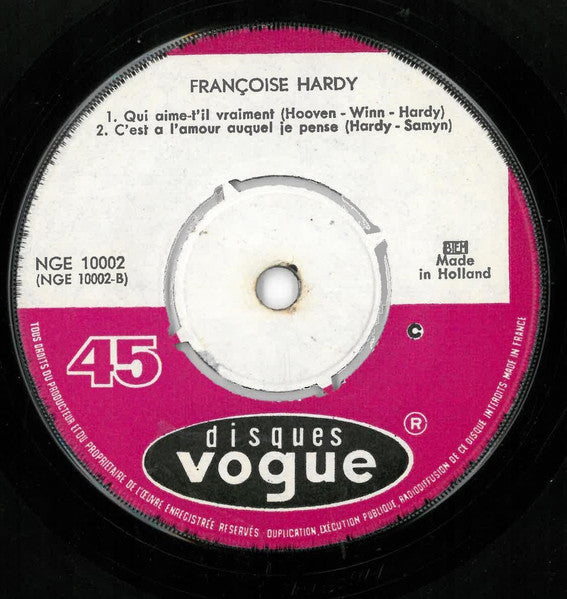 FRANÇOISE HARDY
1. Qui aime-t'il vraiment (Hooven - Winn - Hardy)
2. C'est a l'amour auquel je pense (Hardy - Samyn)
NGE 10002
(NGE 10002-B)
BIEM
Made
in Holland
45
C
disques
vogue
®
TOUS DROITS DU PRODUCTEUR ET DU PROPRIETAIRE DE L'ŒUVRE ENREGISTRÉE RESERVÉS · DUPLICATION, EXÉCUTION PUBLIQUE, RADIODIFFUSION DE CE DISQUE INTERDITS MADE IN FRANCE